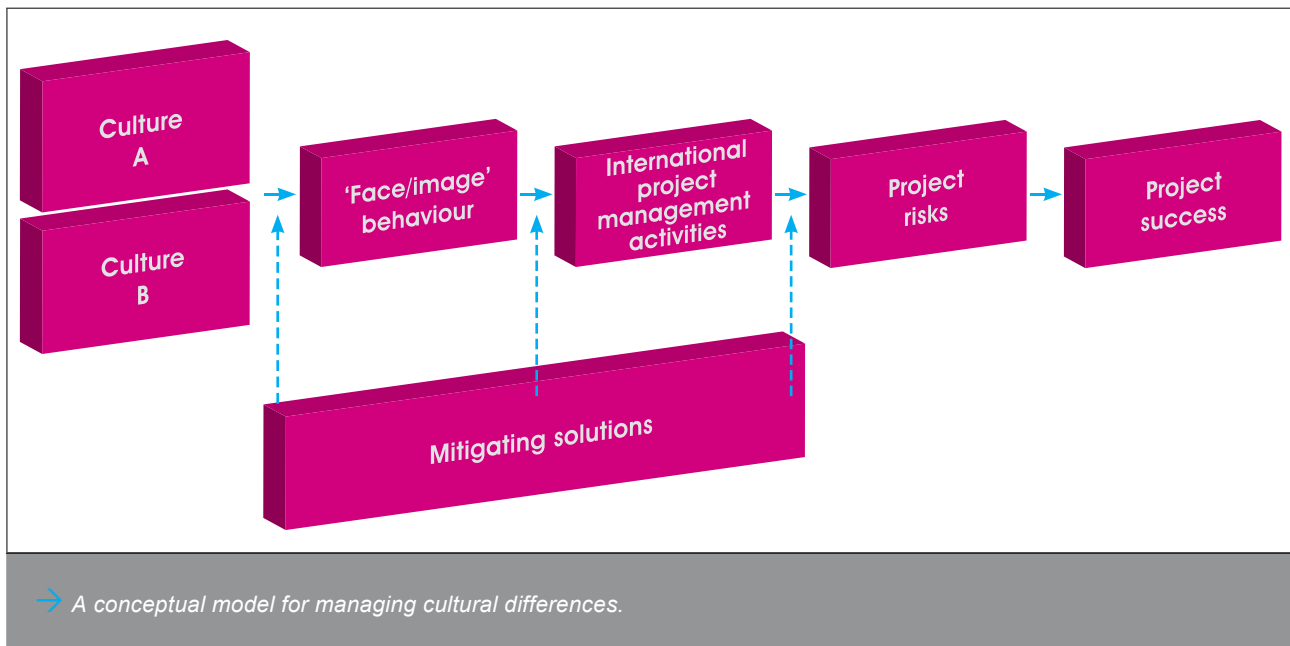 Culture
A
Culture
B
‘Face/image’
behaviour
International
project
management
activities
Project
risks
Project
success
Mitigating solutions
A conceptual model for managing cultural differences.